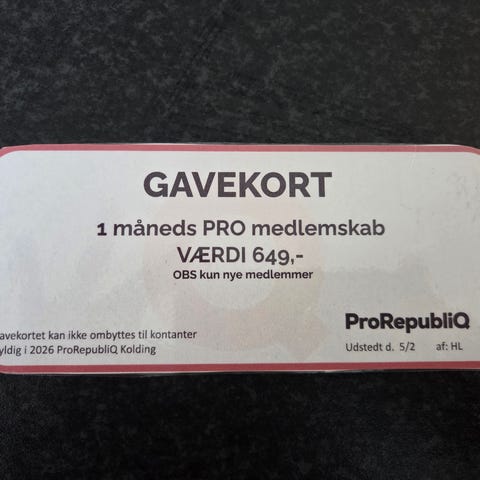 GAVEKORT
1 måneds PRO medlemskab
VÆRDI 649,-
OBS kun nye medlemmer
avekortet kan ikke ombyttes til kontanter
yldig i 2026 ProRepubliQ Kolding
ProRepubliQ
Udstedt d. 5/2 af: HL